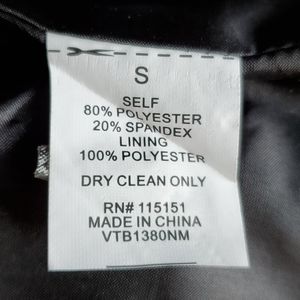 S
SELF
80% POLYESTER
20% SPANDEX
LINING
100% POLYESTER
DRY CLEAN ONLY
RN# 115151
MADE IN CHINA
VTB1380NM